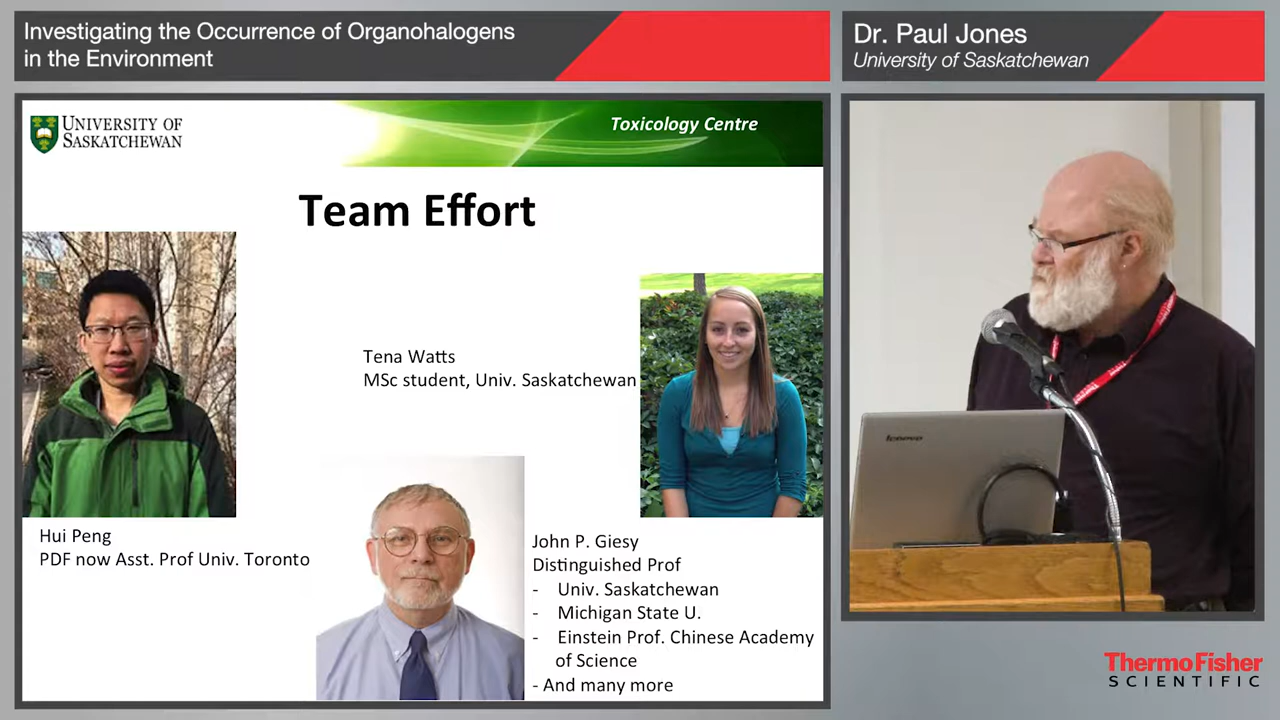 Investigating the Occurrence of Organohalogens
in the Environment
Dr. Paul Jones
University of Saskatchewan
UNIVERSITY OF
SASKATCHEWAN
Toxicology Centre
Team Effort
Tena Watts
MSc student, Univ. Saskatchewan
Hui Peng
PDF now Asst. Prof Univ. Toronto
John P. Giesy
Distinguished Prof
- Univ. Saskatchewan
- Michigan State U.
- Einstein Prof. Chinese Academy
of Science
- And many more
lenovo
ThermoFisher
SCIENTIFIC